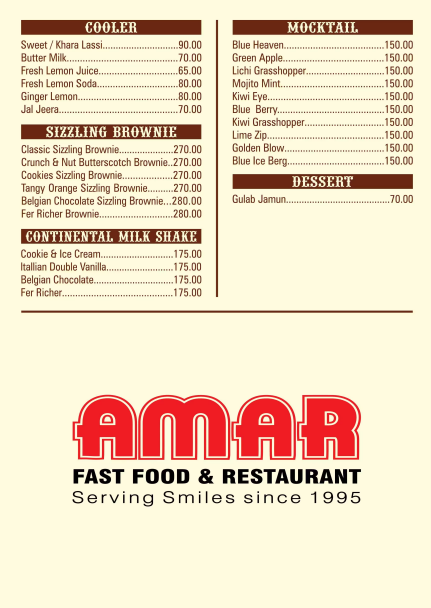 COOLER
Sweet / Khara Lassi.............................90.00
Butter Milk...........................................70.00
Fresh Lemon Juice..............................65.00
Fresh Lemon Soda...............................80.00
Ginger Lemon......................................80.00
Jal Jeera..............................................70.00
SIZZLING BROWNIE
Classic Sizzling Brownie.....................270.00
Crunch & Nut Butterscotch Brownie..270.00
Cookies Sizzling Brownie....................270.00
Tangy Orange Sizzling Brownie..........270.00
Belgian Chocolate Sizzling Brownie...280.00
Fer Richer Brownie............................280.00
CONTINENTAL MILK SHAKE
Cookie & Ice Cream............................175.00
Itallian Double Vanilla..........................175.00
Belgian Chocolate...............................175.00
Fer Richer...........................................175.00
MOCKTAIL
Blue Heaven.......................................150.00
Green Apple.......................................150.00
Lichi Grasshopper..............................150.00
Mojito Mint........................................150.00
Kiwi Eye.............................................150.00
Blue Berry.........................................150.00
Kiwi Grasshopper...............................150.00
Lime Zip.............................................150.00
Golden Blow.......................................150.00
Blue Ice Berg......................................150.00
DESSERT
Gulab Jamun........................................70.00
AMAR
FAST FOOD & RESTAURANT
Serving Smiles since 1995